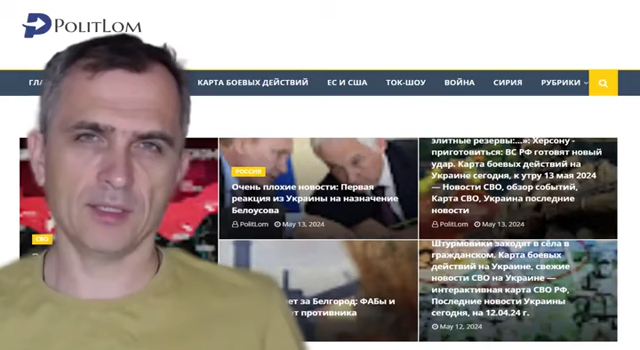 POLITLOM
ГЛА
КАРТА БОЕВЫХ ДЕЙСТВИЙ
ЕС И США
ТОК-ШОУ
ВОЙНА
СИРИЯ
РУБРИКИ
РОССИЯ
Очень плохие новости: Первая
реакция из Украины на назначение
Белоусова
PolitLom May 13, 2024
элитные резервы:...»: Херсону -
приготовиться: ВС РФ готовят новый
удар. Карта боевых действий на
Украине сегодня, к утру 13 мая 2024
— Новости СВО, обзор событий,
Карта СВО, Украина последние
новости
PolitLom May 13, 2024
СВО
ет за Белгород: ФАБы и
т противника
Штурмовики заходят в сёла в
гражданском. Карта боевых
действий на Украине, свежие
новости СВО на Украине —
интерактивная карта СВО РФ,
Последние новости Украины
сегодня, на 12.04.24 г.
May 12, 2024